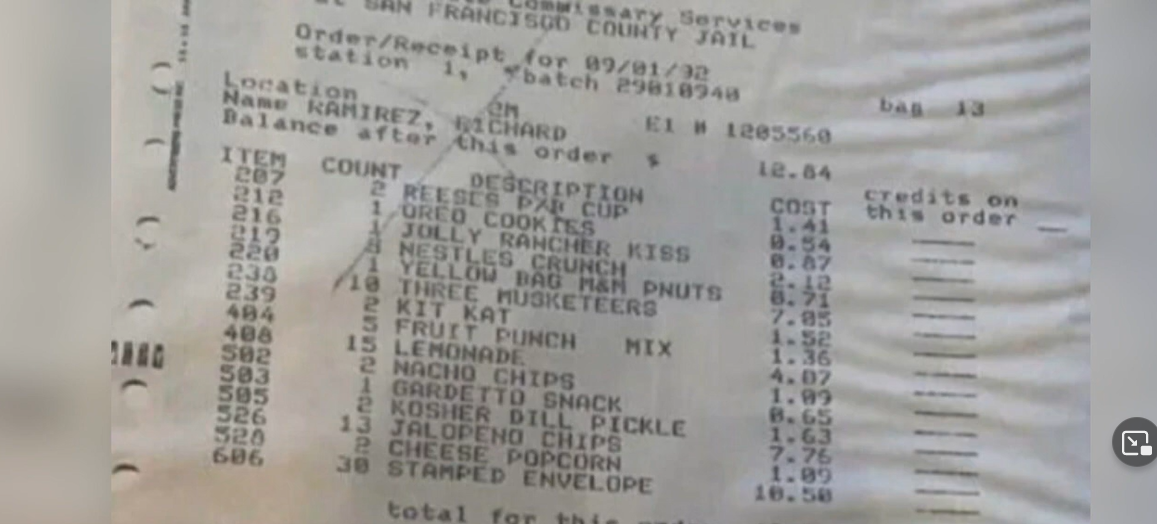 Commissary Services
SAN FRANCISCO COUNTY JAIL
Order/Receipt for 09/01/92
station 1, batch 29010940
bag 13
Location 2M
Name RAMIREZ, RICHARD E1 # 1205560
Balance after this order $ 12.84
ITEM COUNT DESCRIPTION COST credits on this order
207 2 REESES P/B CUP 1.41
212 1 OREO COOKIES 0.54
216 1 JOLLY RANCHER KISS 0.87
219 NESTLES CRUNCH 2.12
220 1 YELLOW BAG M&M PNUTS 0.71
238 10 THREE MUSKETEERS 7.05
239 2 KIT KAT 1.52
404 5 FRUIT PUNCH MIX 1.36
408 15 LEMONADE 4.07
502 2 NACHO CHIPS 1.09
503 1 GARDETTO SNACK 0.65
505 2 KOSHER DILL PICKLE 1.63
526 13 JALOPENO CHIPS 7.76
528 2 CHEESE POPCORN 1.09
606 30 STAMPED ENVELOPE 10.50
total for this